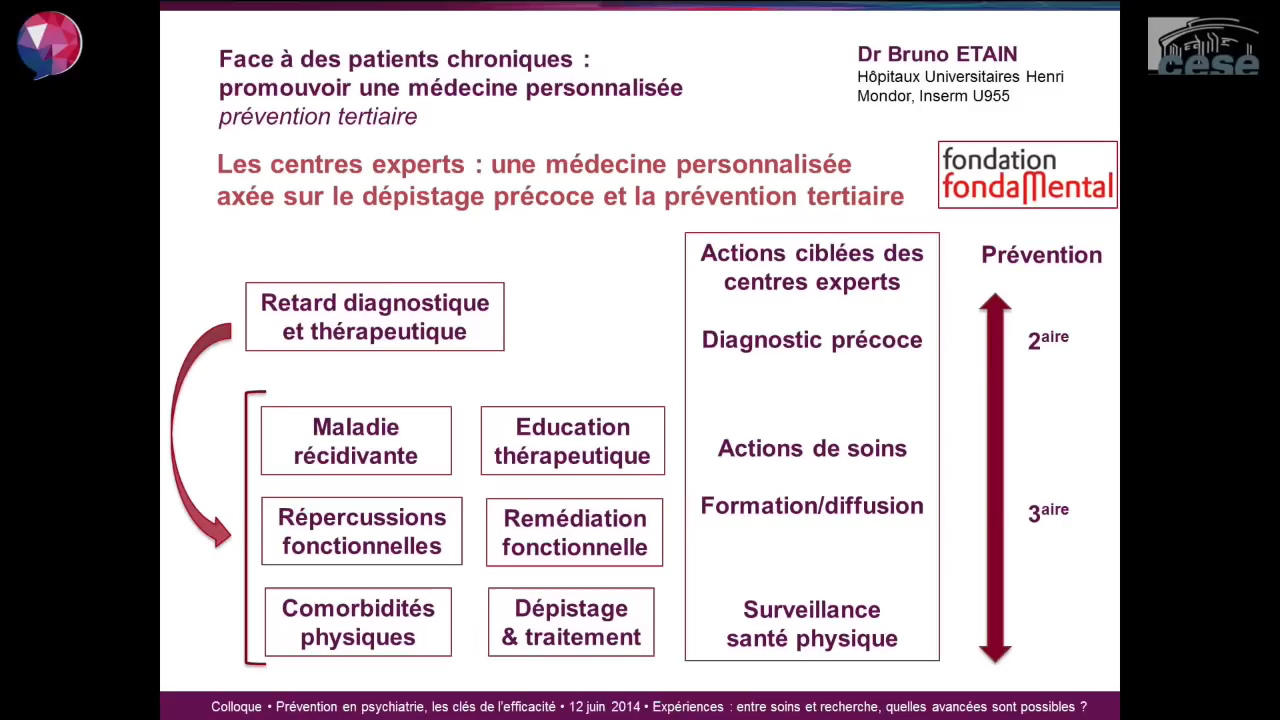 Face à des patients chroniques :
promouvoir une médecine personnalisée
prévention tertiaire
Dr Bruno ETAIN
Hôpitaux Universitaires Henri
Mondor, Inserm U955
cese
Les centres experts : une médecine personnalisée
axée sur le dépistage précoce et la prévention tertiaire
fondation
fondaMental
Retard diagnostique
et thérapeutique
Maladie
récidivante
Education
thérapeutique
Répercussions
fonctionnelles
Remédiation
fonctionnelle
Comorbidités
physiques
Dépistage
& traitement
Actions ciblées des
centres experts
Diagnostic précoce
Actions de soins
Formation/diffusion
Surveillance
santé physique
Prévention
2aire
3aire
Colloque • Prévention en psychiatrie, les clés de l'efficacité • 12 juin 2014 • Expériences : entre soins et recherche, quelles avancées sont possibles ?